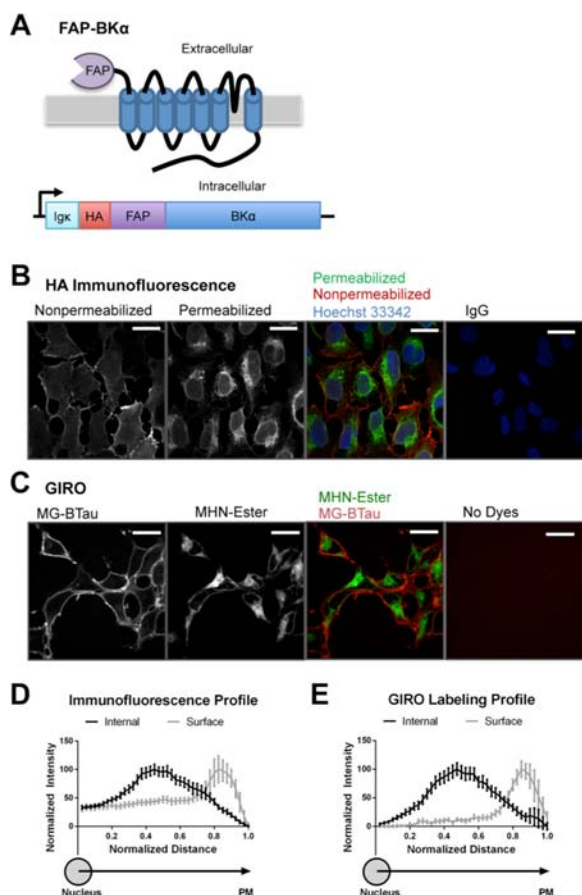 A
FAP-BKα
FAP
Extracellular
Intracellular
Igκ HA FAP BKα
B
HA Immunofluorescence
Nonpermeabilized Permeabilized
Permeabilized
Nonpermeabilized
Hoechst 33342
IgG
C
GIRO
MG-BTau MHN-Ester
MHN-Ester
MG-BTau
No Dyes
D
Immunofluorescence Profile
Internal Surface
Normalized Intensity
150
100
50
0
0.2 0.4 0.6 0.8 1.0
Normalized Distance
Nucleus PM
E
GIRO Labeling Profile
Internal Surface
Normalized Intensity
150
100
50
0
0.2 0.4 0.6 0.8 1.0
Normalized Distance
Nucleus PM